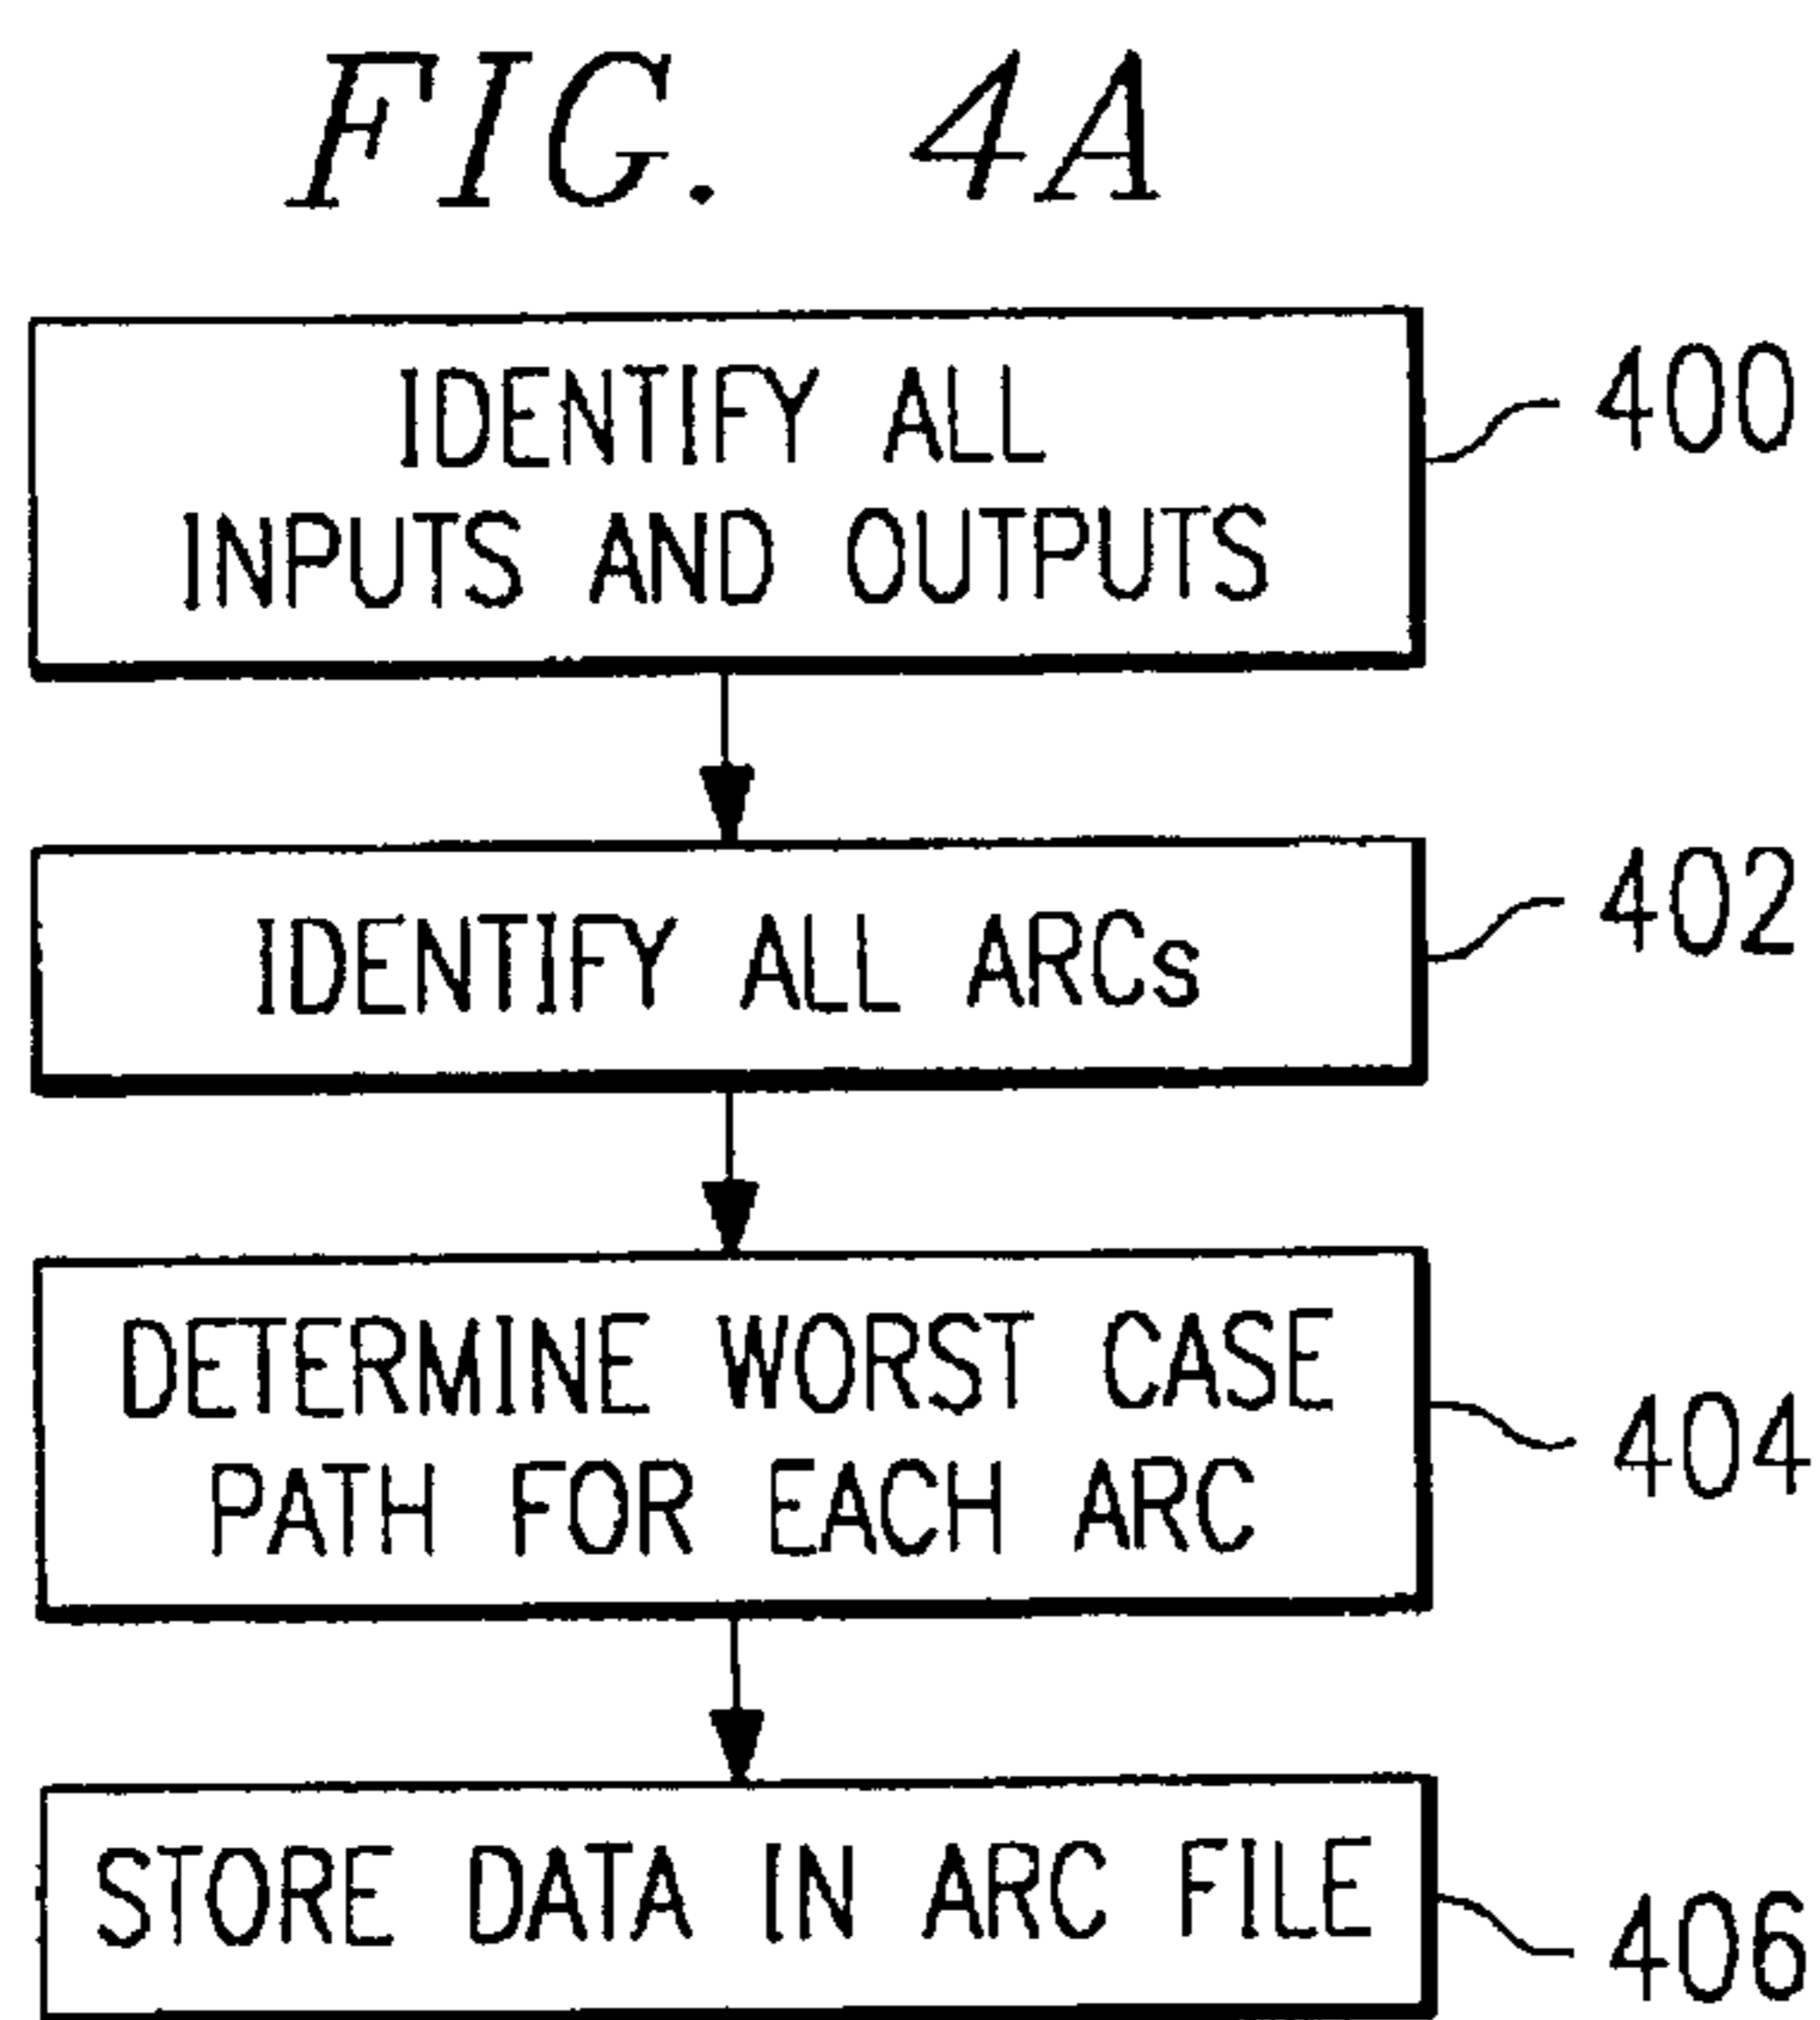 FIG. 4A
IDENTIFY ALL
INPUTS AND OUTPUTS
400
IDENTIFY ALL ARCs
402
DETERMINE WORST CASE
PATH FOR EACH ARC
404
STORE DATA IN ARC FILE
406